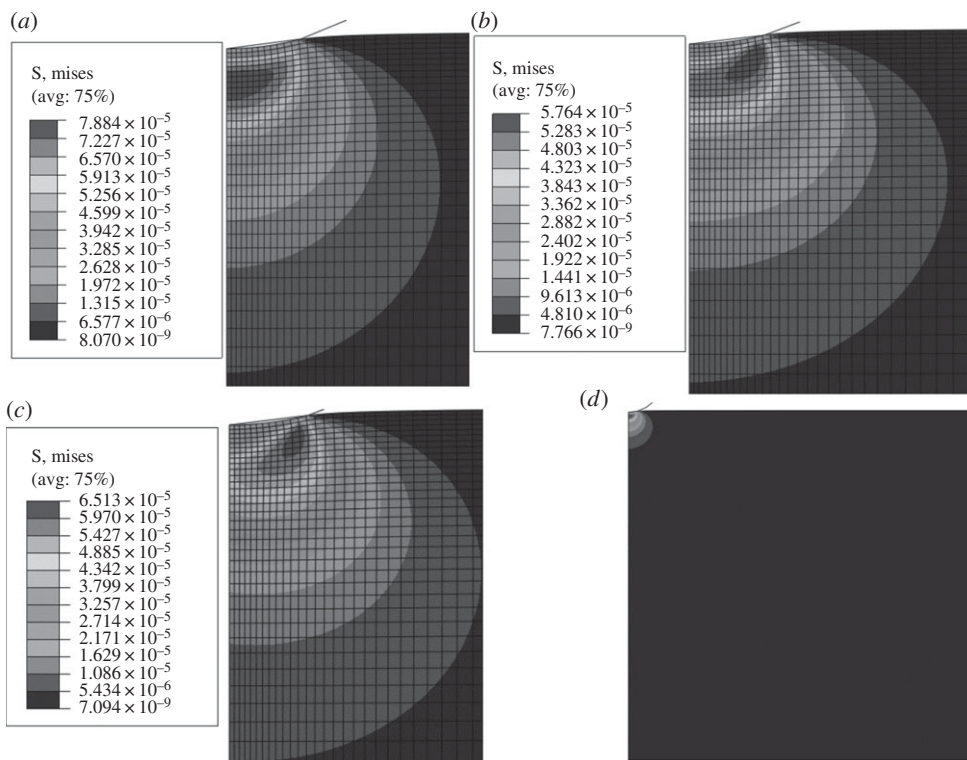 (a)
S, mises
(avg: 75%)
7.884 × 10⁻⁵
7.227 × 10⁻⁵
6.570 × 10⁻⁵
5.913 × 10⁻⁵
5.256 × 10⁻⁵
4.599 × 10⁻⁵
3.942 × 10⁻⁵
3.285 × 10⁻⁵
2.628 × 10⁻⁵
1.972 × 10⁻⁵
1.315 × 10⁻⁵
6.577 × 10⁻⁶
8.070 × 10⁻⁹
(b)
S, mises
(avg: 75%)
5.764 × 10⁻⁵
5.283 × 10⁻⁵
4.803 × 10⁻⁵
4.323 × 10⁻⁵
3.843 × 10⁻⁵
3.362 × 10⁻⁵
2.882 × 10⁻⁵
2.402 × 10⁻⁵
1.922 × 10⁻⁵
1.441 × 10⁻⁵
9.613 × 10⁻⁶
4.810 × 10⁻⁶
7.766 × 10⁻⁹
(c)
S, mises
(avg: 75%)
6.513 × 10⁻⁵
5.970 × 10⁻⁵
5.427 × 10⁻⁵
4.885 × 10⁻⁵
4.342 × 10⁻⁵
3.799 × 10⁻⁵
3.257 × 10⁻⁵
2.714 × 10⁻⁵
2.171 × 10⁻⁵
1.629 × 10⁻⁵
1.086 × 10⁻⁵
5.434 × 10⁻⁶
7.094 × 10⁻⁹
(d)